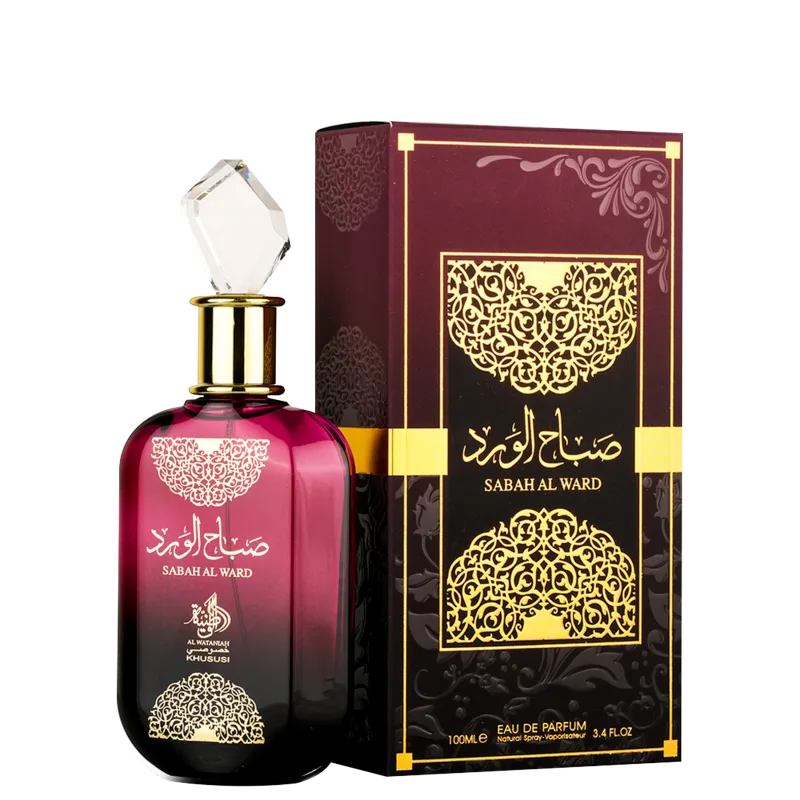 صباح الورد
SABAH AL WARD
الوطنية
AL WATANIAH
خصوصي
KHUSUSI
صباح الورد
SABAH AL WARD
100ML e EAU DE PARFUM 3.4 FL.OZ
Natural Spray-Vaporisateur